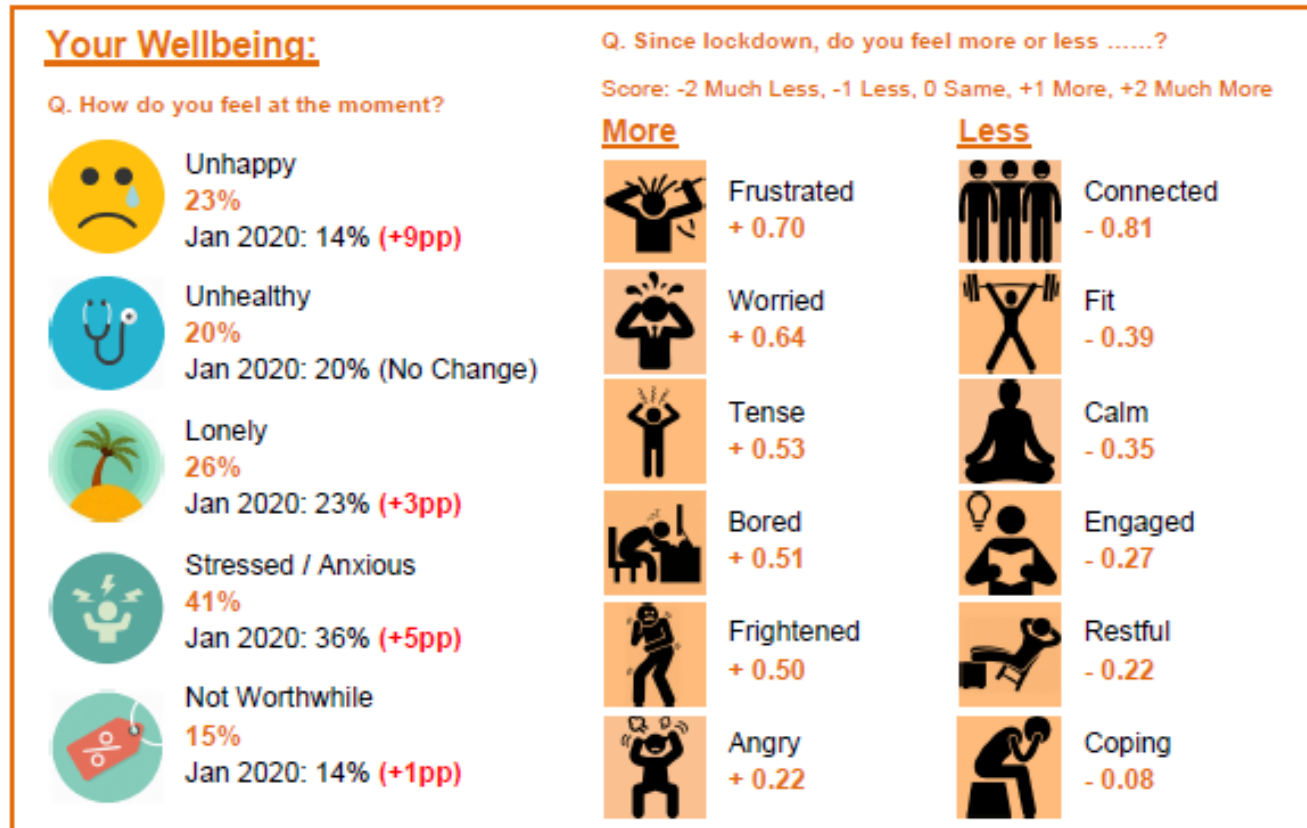 Your Wellbeing:
Q. How do you feel at the moment?
Unhappy
23%
Jan 2020: 14% (+9pp)
Unhealthy
20%
Jan 2020: 20% (No Change)
Lonely
26%
Jan 2020: 23% (+3pp)
Stressed / Anxious
41%
Jan 2020: 36% (+5pp)
Not Worthwhile
15%
Jan 2020: 14% (+1pp)
Q. Since lockdown, do you feel more or less ......?
Score: -2 Much Less, -1 Less, 0 Same, +1 More, +2 Much More
More
Frustrated
+ 0.70
Worried
+ 0.64
Tense
+ 0.53
Bored
+ 0.51
Frightened
+ 0.50
Angry
+ 0.22
Less
Connected
- 0.81
Fit
- 0.39
Calm
- 0.35
Engaged
- 0.27
Restful
- 0.22
Coping
- 0.08